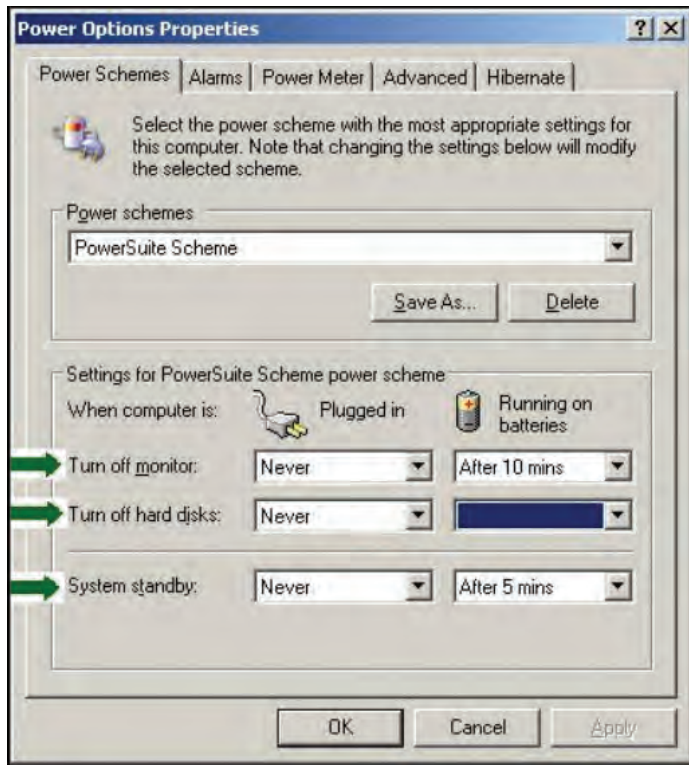 Power Options Properties
Power Schemes Alarms Power Meter Advanced Hibernate
Select the power scheme with the most appropriate settings for
this computer. Note that changing the settings below will modify
the selected scheme.
Power schemes
PowerSuite Scheme
Save As... Delete
Settings for PowerSuite Scheme power scheme
When computer is: Plugged in Running on
batteries
Turn off monitor: Never After 10 mins
Turn off hard disks: Never
System standby: Never After 5 mins
OK Cancel Apply